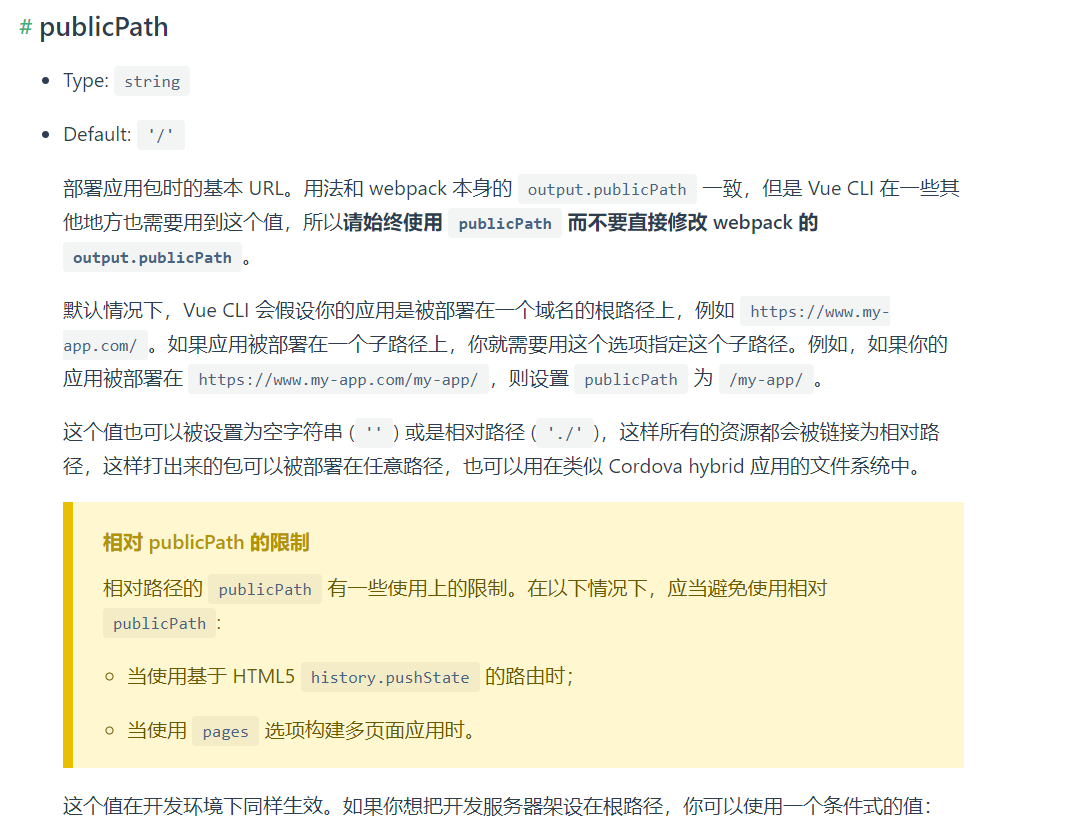 # publicPath
Type: string
Default: '/'
部署应用包时的基本 URL。用法和 webpack 本身的 output.publicPath 一致，但是 Vue CLI 在一些其
他地方也需要用到这个值，所以请始终使用 publicPath 而不要直接修改 webpack 的
output.publicPath 。
默认情况下，Vue CLI 会假设你的应用是被部署在一个域名的根路径上，例如 https://www.my-
app.com/ 。如果应用被部署在一个子路径上，你就需要用这个选项指定这个子路径。例如，如果你的
应用被部署在 https://www.my-app.com/my-app/ ，则设置 publicPath 为 /my-app/ 。
这个值也可以被设置为空字符串 ( '' ) 或是相对路径 ( './' )，这样所有的资源都会被链接为相对路
径，这样打出来的包可以被部署在任意路径，也可以用在类似 Cordova hybrid 应用的文件系统中。
相对 publicPath 的限制
相对路径的 publicPath 有一些使用上的限制。在以下情况下，应当避免使用相对
publicPath :
当使用基于 HTML5 history.pushState 的路由时；
当使用 pages 选项构建多页面应用时。
这个值在开发环境下同样生效。如果你想把开发服务器架设在根路径，你可以使用一个条件式的值：